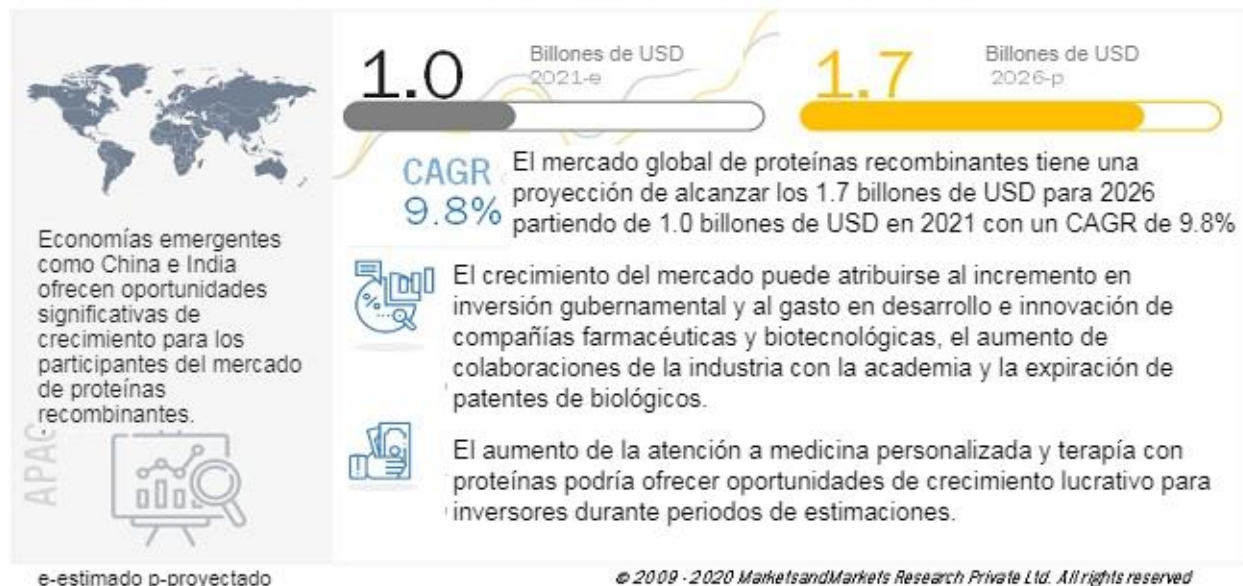 1.0
Billones de USD
2021-e
1.7
Billones de USD
2026-p
CAGR
9.8%
El mercado global de proteínas recombinantes tiene una
proyección de alcanzar los 1.7 billones de USD para 2026
partiendo de 1.0 billones de USD en 2021 con un CAGR de 9.8%
Economías emergentes
como China e India
ofrecen oportunidades
significativas de
crecimiento para los
participantes del mercado
de proteínas
recombinantes.
APAC
El crecimiento del mercado puede atribuirse al incremento en
inversión gubernamental y al gasto en desarrollo e innovación de
compañías farmacéuticas y biotecnológicas, el aumento de
colaboraciones de la industria con la academia y la expiración de
patentes de biológicos.
El aumento de la atención a medicina personalizada y terapía con
proteínas podría ofrecer oportunidades de crecimiento lucrativo para
inversores durante periodos de estimaciones.
e-estimado p-proyectado
© 2009 - 2020 MarketsandMarkets Research Private Ltd. All rights reserved